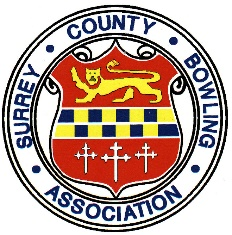 SURREY • COUNTY • BOWLING • ASSOCIATION •